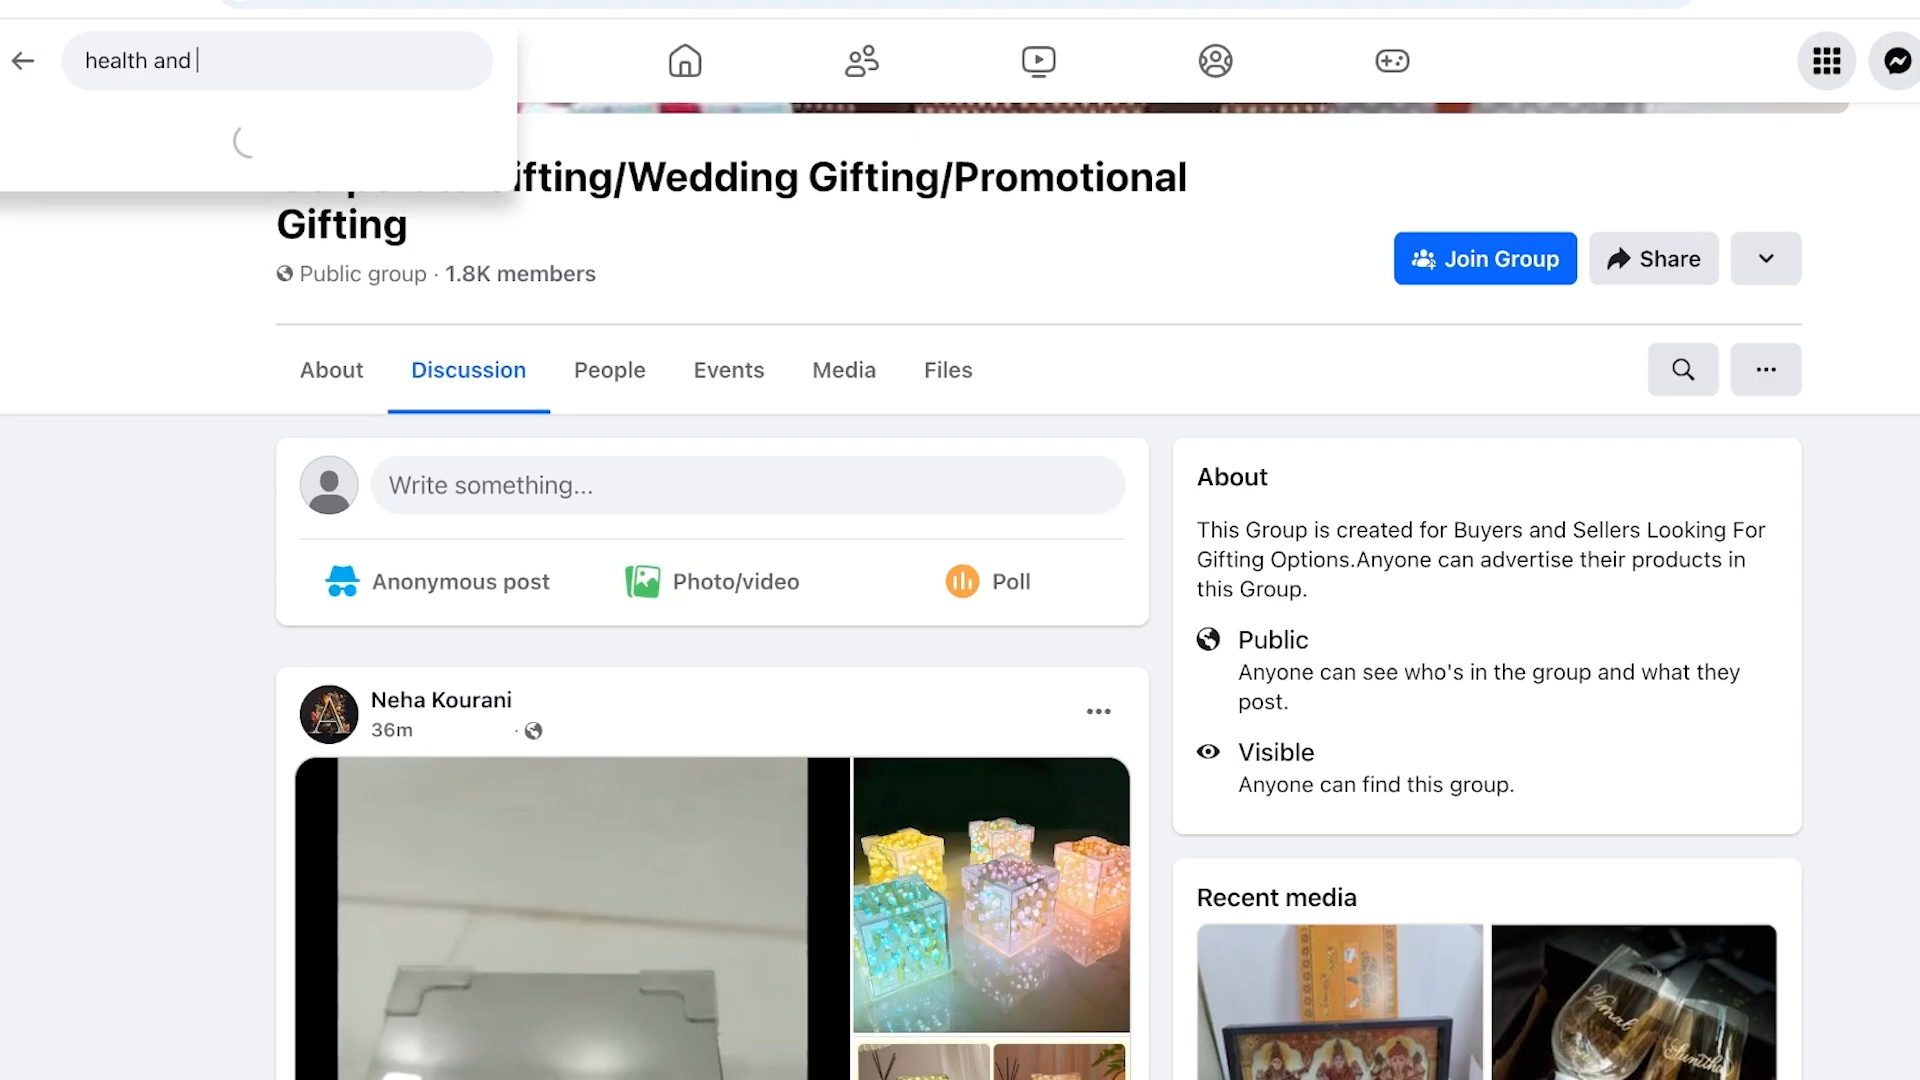 health and
ifting/Wedding Gifting/Promotional
Gifting
Public group · 1.8K members
Join Group
Share
About
Discussion
People
Events
Media
Files
Write something...
Anonymous post
Photo/video
Poll
Neha Kourani
36m
About
This Group is created for Buyers and Sellers Looking For
Gifting Options.Anyone can advertise their products in
this Group.
Public
Anyone can see who's in the group and what they
post.
Visible
Anyone can find this group.
Recent media
Vimal
Sunitha